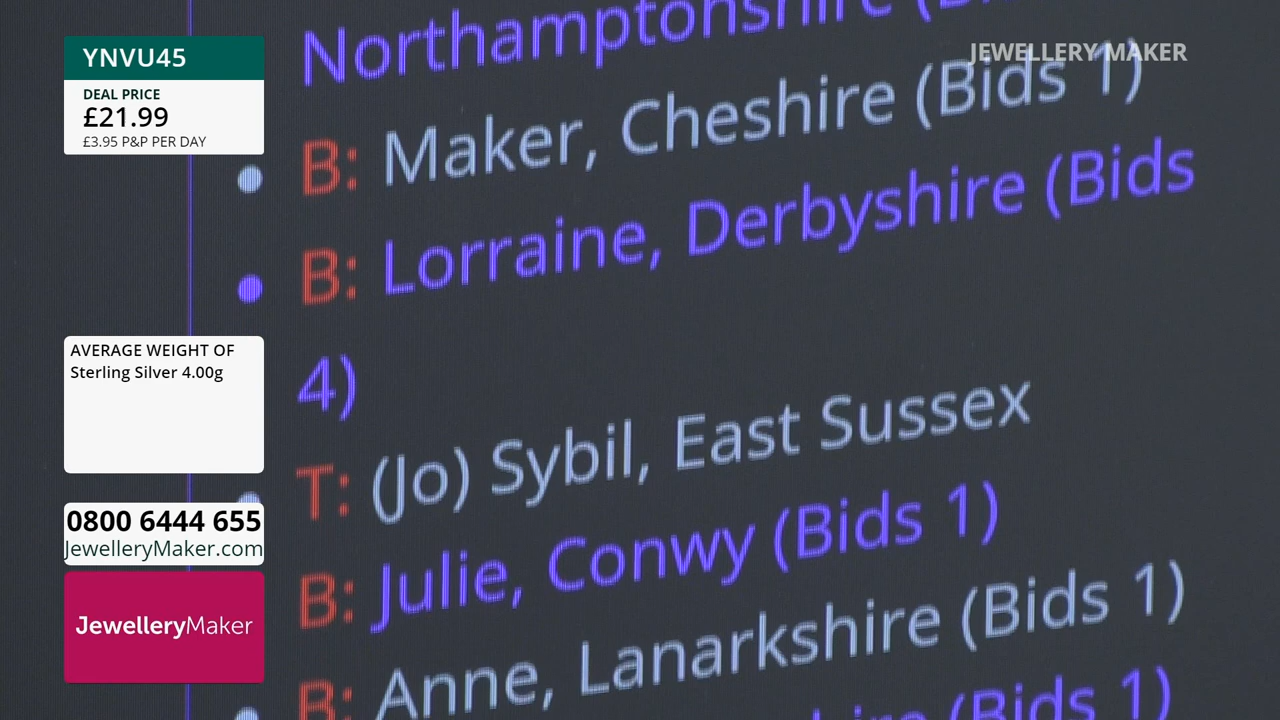 YNVU45
DEAL PRICE
£21.99
£3.95 P&P PER DAY
AVERAGE WEIGHT OF
Sterling Silver 4.00g
0800 6444 655
JewelleryMaker.com
JewelleryMaker
JEWELLERY MAKER
Northamptonshire
B: Maker, Cheshire (Bids 1)
B: Lorraine, Derbyshire (Bids
4)
T: (Jo) Sybil, East Sussex
B: Julie, Conwy (Bids 1)
B: Anne, Lanarkshire (Bids 1)
(Bids 1)